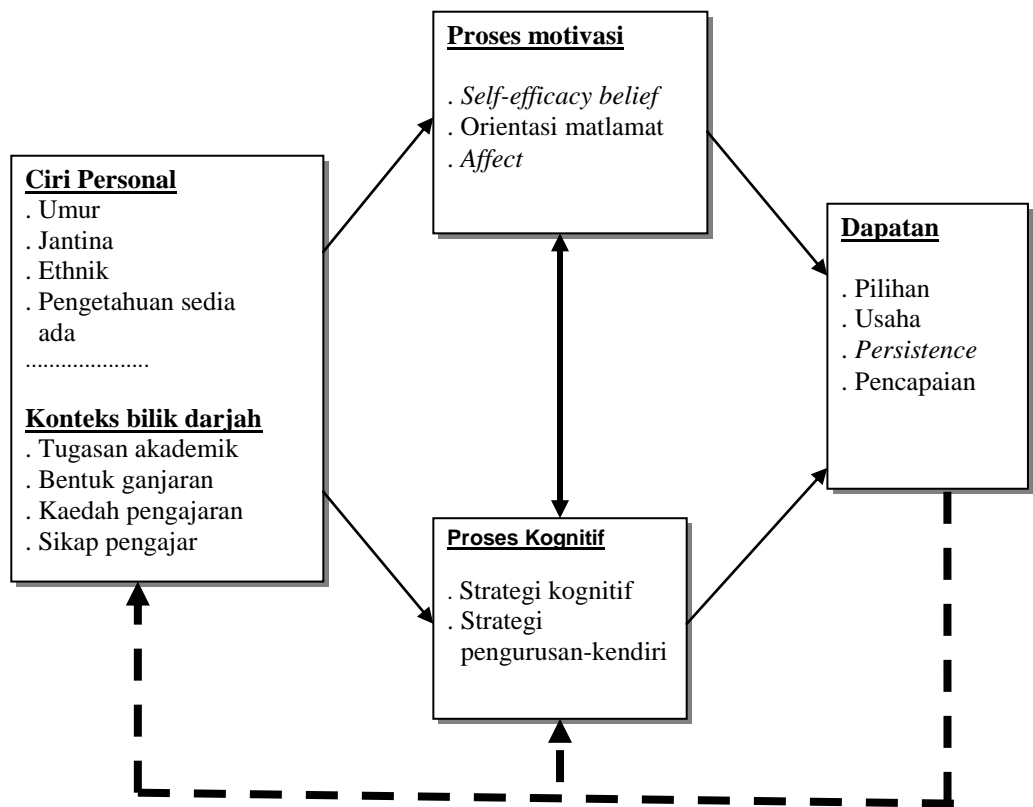 Proses motivasi
. Self-efficacy belief
. Orientasi matlamat
. Affect
Ciri Personal
. Umur
. Jantina
. Ethnik
. Pengetahuan sedia
ada
.....................
Konteks bilik darjah
. Tugasan akademik
. Bentuk ganjaran
. Kaedah pengajaran
. Sikap pengajar
Dapatan
. Pilihan
. Usaha
. Persistence
. Pencapaian
Proses Kognitif
. Strategi kognitif
. Strategi
pengurusan-kendiri